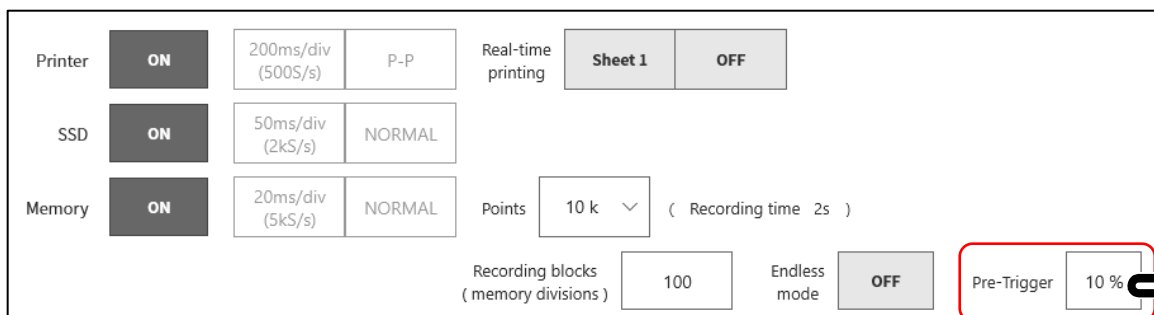 Printer ON 200ms/div (500S/s) P-P Real-time printing Sheet 1 OFF
SSD ON 50ms/div (2kS/s) NORMAL
Memory ON 20ms/div (5kS/s) NORMAL Points 10 k ( Recording time 2s )
Recording blocks ( memory divisions ) 100 Endless mode OFF Pre-Trigger 10 %